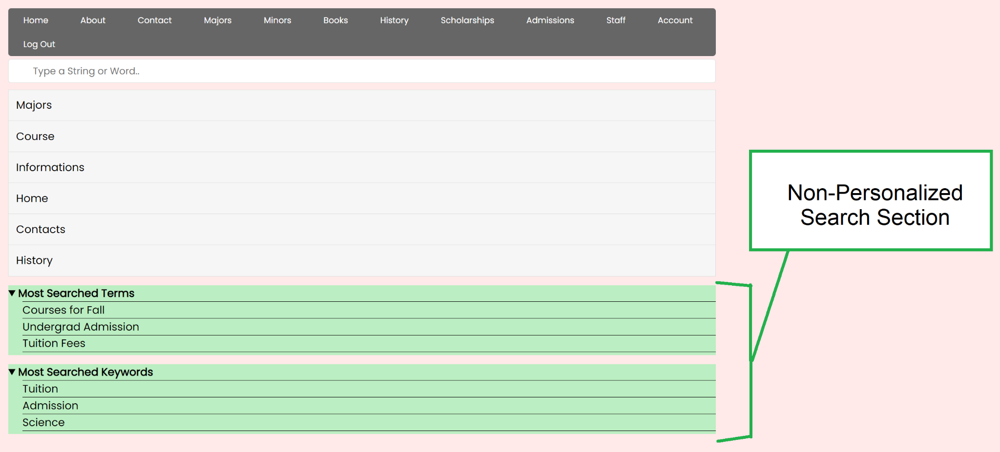 Home About Contact Majors Minors Books History Scholarships Admissions Staff Account
Log Out
Type a String or Word..
Majors
Course
Informations
Home
Contacts
History
Most Searched Terms
Courses for Fall
Undergrad Admission
Tuition Fees
Most Searched Keywords
Tuition
Admission
Science
Non-Personalized
Search Section